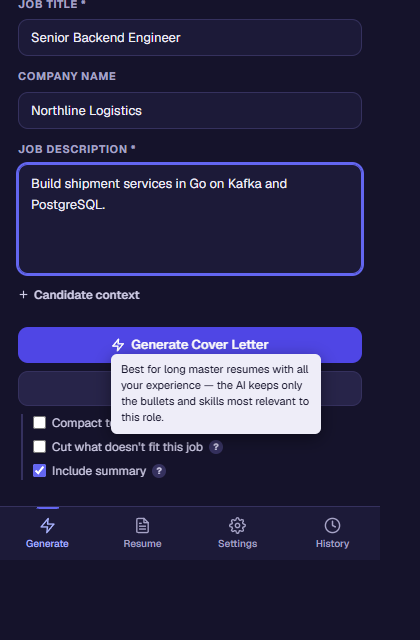 JOB TITLE *
Senior Backend Engineer
COMPANY NAME
Northline Logistics
JOB DESCRIPTION *
Build shipment services in Go on Kafka and
PostgreSQL.
+ Candidate context
Generate Cover Letter
Best for long master resumes with all
your experience — the AI keeps only
the bullets and skills most relevant to
this role.
Compact
Cut what doesn't fit this job ?
Include summary ?
Generate
Resume
Settings
History